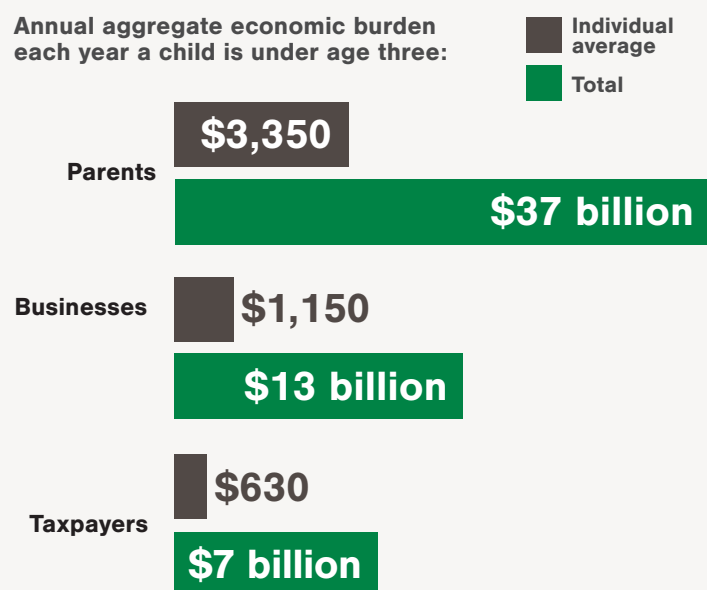 Annual aggregate economic burden
each year a child is under age three:
Individual
average
Total
Parents
$3,350
$37 billion
Businesses
$1,150
$13 billion
Taxpayers
$630
$7 billion